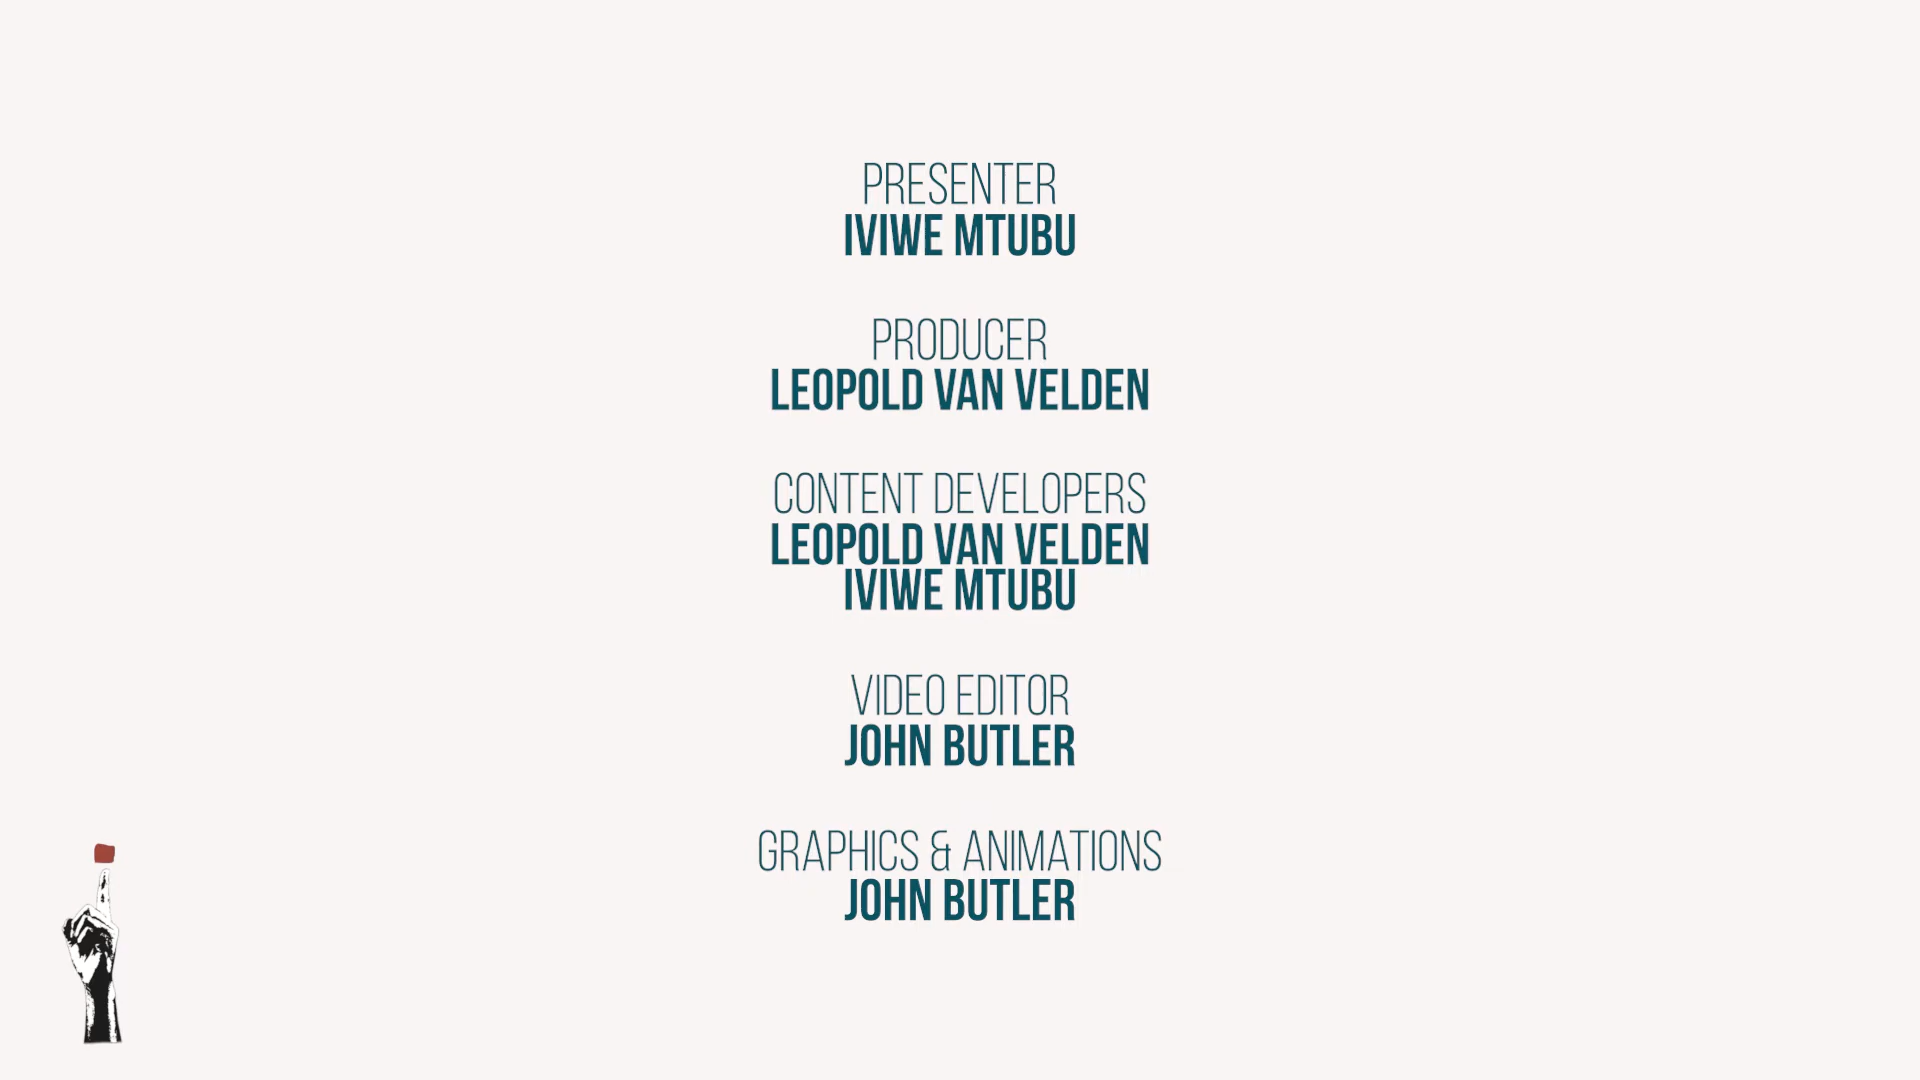 PRESENTER
IVIWE MTUBU
PRODUCER
LEOPOLD VAN VELDEN
CONTENT DEVELOPERS
LEOPOLD VAN VELDEN
IVIWE MTUBU
VIDEO EDITOR
JOHN BUTLER
GRAPHICS & ANIMATIONS
JOHN BUTLER